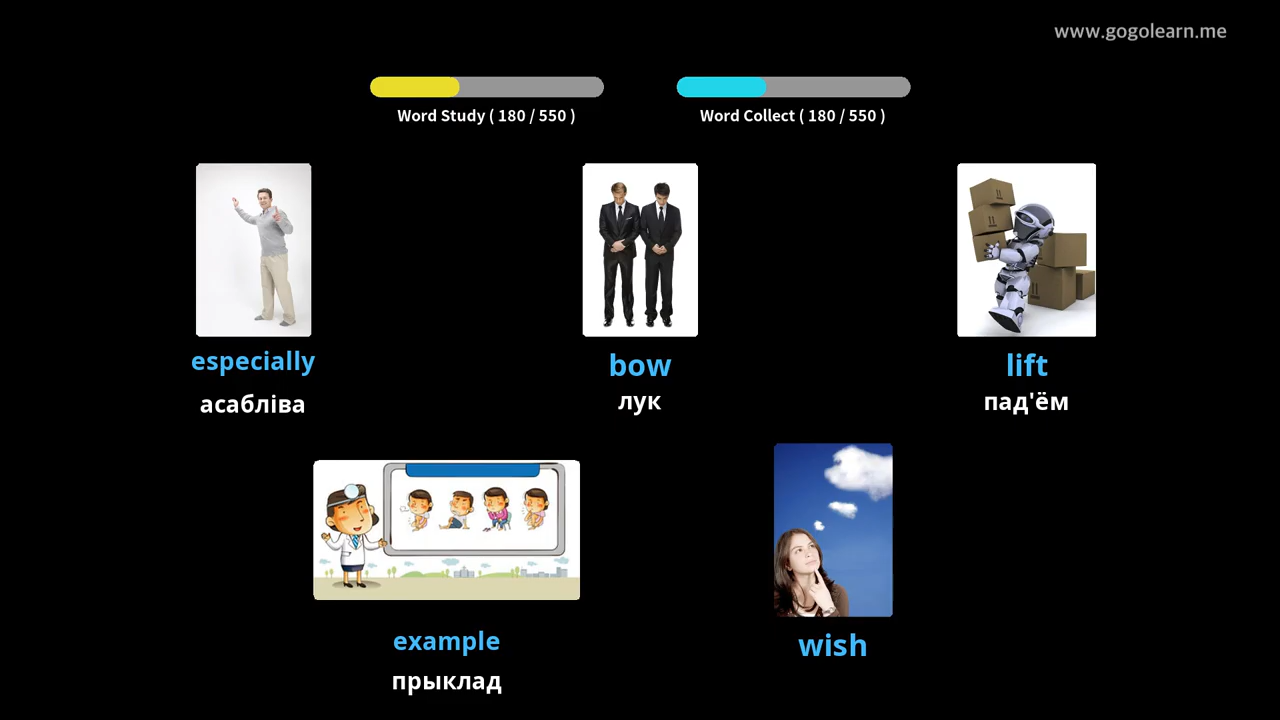 www.gogolearn.me
Word Study ( 180 / 550 )
Word Collect ( 180 / 550 )
especially
асабліва
bow
лук
lift
пад'ём
example
прыклад
wish